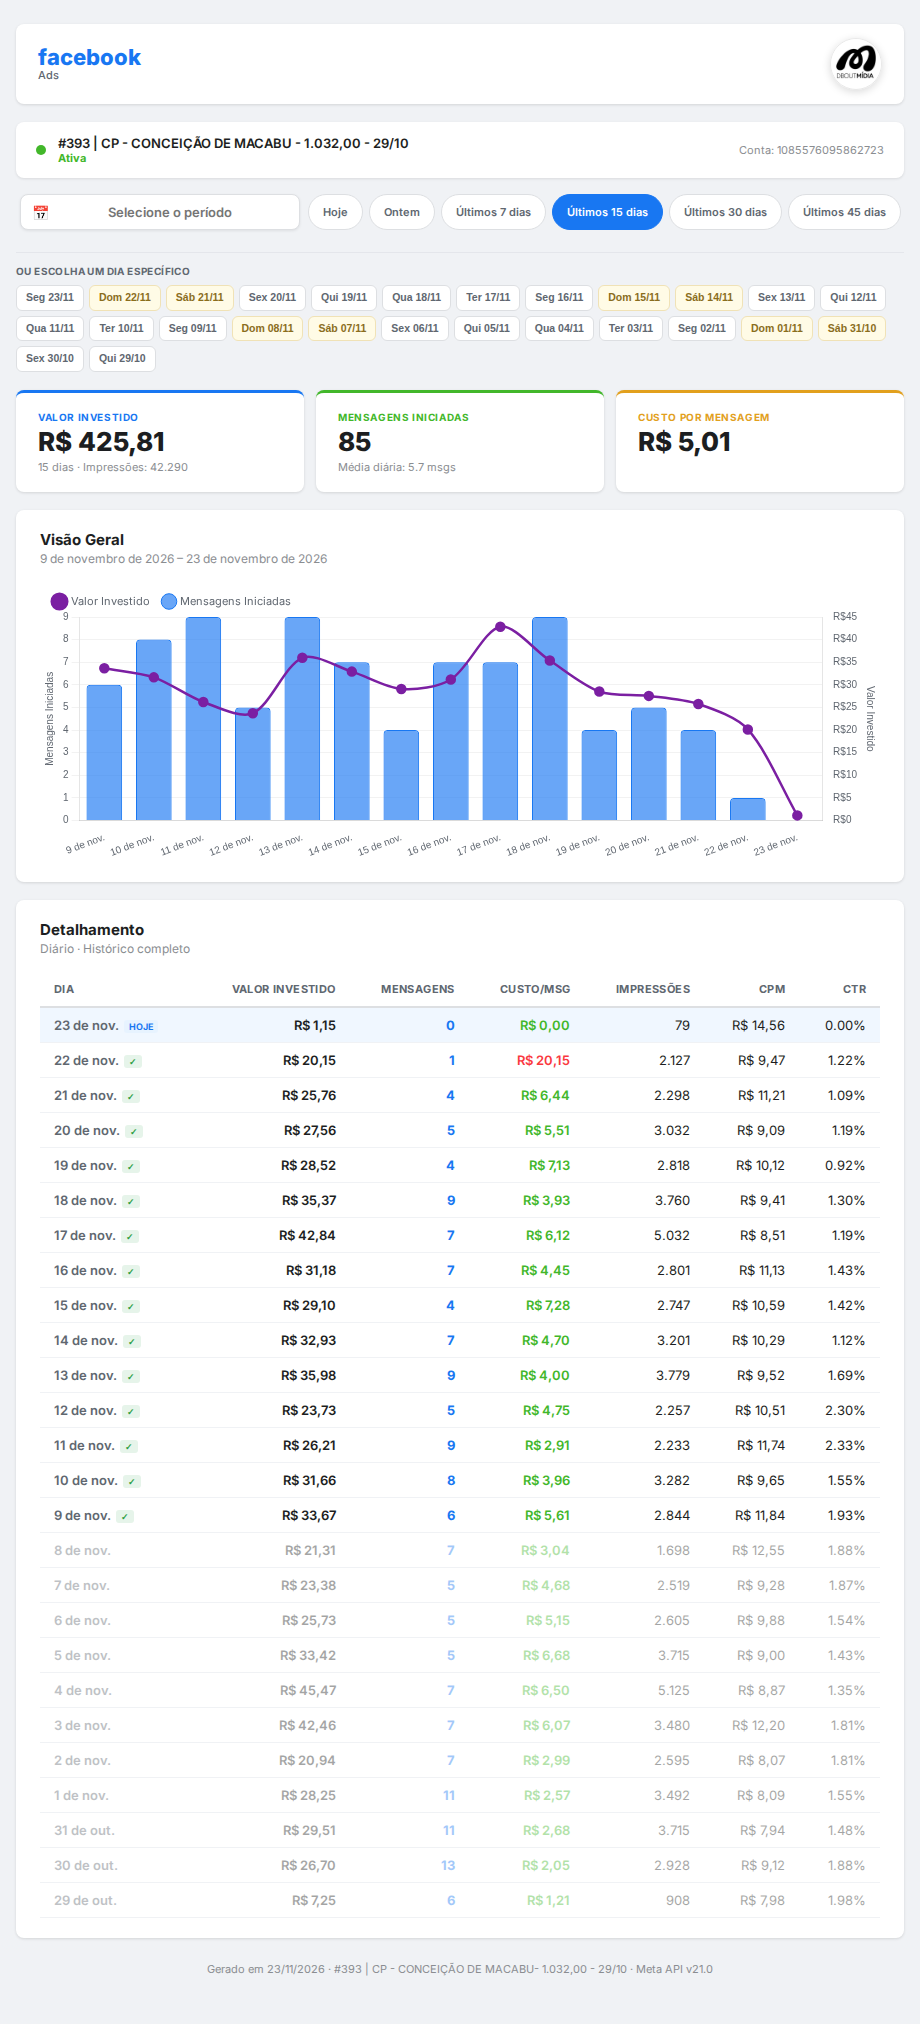 facebook
Ads
DBOUTMÍDIA
#393 | CP - CONCEIÇÃO DE MACABU - 1.032,00 - 29/10
Ativa
Conta: 1085576095862723
📅 Selecione o período
Hoje Ontem Últimos 7 dias Últimos 15 dias Últimos 30 dias Últimos 45 dias
OU ESCOLHA UM DIA ESPECÍFICO
Seg 23/11 Dom 22/11 Sáb 21/11 Sex 20/11 Qui 19/11 Qua 18/11 Ter 17/11 Seg 16/11 Dom 15/11 Sáb 14/11 Sex 13/11 Qui 12/11
Qua 11/11 Ter 10/11 Seg 09/11 Dom 08/11 Sáb 07/11 Sex 06/11 Qui 05/11 Qua 04/11 Ter 03/11 Seg 02/11 Dom 01/11 Sáb 31/10
Sex 30/10 Qui 29/10
VALOR INVESTIDO
R$ 425,81
15 dias · Impressões: 42.290
MENSAGENS INICIADAS
85
Média diária: 5.7 msgs
CUSTO POR MENSAGEM
R$ 5,01
Visão Geral
9 de novembro de 2026 – 23 de novembro de 2026
Valor Investido Mensagens Iniciadas
Mensagens Iniciadas
9
8
7
6
5
4
3
2
1
0
R$45
R$40
R$35
R$30
R$25
R$20
R$15
R$10
R$5
R$0
Valor Investido
9 de nov. 10 de nov. 11 de nov. 12 de nov. 13 de nov. 14 de nov. 15 de nov. 16 de nov. 17 de nov. 18 de nov. 19 de nov. 20 de nov. 21 de nov. 22 de nov. 23 de nov.
Detalhamento
Diário · Histórico completo
DIA VALOR INVESTIDO MENSAGENS CUSTO/MSG IMPRESSÕES CPM CTR
23 de nov. HOJE R$ 1,15 0 R$ 0,00 79 R$ 14,56 0.00%
22 de nov. ✓ R$ 20,15 1 R$ 20,15 2.127 R$ 9,47 1.22%
21 de nov. ✓ R$ 25,76 4 R$ 6,44 2.298 R$ 11,21 1.09%
20 de nov. ✓ R$ 27,56 5 R$ 5,51 3.032 R$ 9,09 1.19%
19 de nov. ✓ R$ 28,52 4 R$ 7,13 2.818 R$ 10,12 0.92%
18 de nov. ✓ R$ 35,37 9 R$ 3,93 3.760 R$ 9,41 1.30%
17 de nov. ✓ R$ 42,84 7 R$ 6,12 5.032 R$ 8,51 1.19%
16 de nov. ✓ R$ 31,18 7 R$ 4,45 2.801 R$ 11,13 1.43%
15 de nov. ✓ R$ 29,10 4 R$ 7,28 2.747 R$ 10,59 1.42%
14 de nov. ✓ R$ 32,93 7 R$ 4,70 3.201 R$ 10,29 1.12%
13 de nov. ✓ R$ 35,98 9 R$ 4,00 3.779 R$ 9,52 1.69%
12 de nov. ✓ R$ 23,73 5 R$ 4,75 2.257 R$ 10,51 2.30%
11 de nov. ✓ R$ 26,21 9 R$ 2,91 2.233 R$ 11,74 2.33%
10 de nov. ✓ R$ 31,66 8 R$ 3,96 3.282 R$ 9,65 1.55%
9 de nov. ✓ R$ 33,67 6 R$ 5,61 2.844 R$ 11,84 1.93%
8 de nov. R$ 21,31 7 R$ 3,04 1.698 R$ 12,55 1.88%
7 de nov. R$ 23,38 5 R$ 4,68 2.519 R$ 9,28 1.87%
6 de nov. R$ 25,73 5 R$ 5,15 2.605 R$ 9,88 1.54%
5 de nov. R$ 33,42 5 R$ 6,68 3.715 R$ 9,00 1.43%
4 de nov. R$ 45,47 7 R$ 6,50 5.125 R$ 8,87 1.35%
3 de nov. R$ 42,46 7 R$ 6,07 3.480 R$ 12,20 1.81%
2 de nov. R$ 20,94 7 R$ 2,99 2.595 R$ 8,07 1.81%
1 de nov. R$ 28,25 11 R$ 2,57 3.492 R$ 8,09 1.55%
31 de out. R$ 29,51 11 R$ 2,68 3.715 R$ 7,94 1.48%
30 de out. R$ 26,70 13 R$ 2,05 2.928 R$ 9,12 1.88%
29 de out. R$ 7,25 6 R$ 1,21 908 R$ 7,98 1.98%
Gerado em 23/11/2026 · #393 | CP - CONCEIÇÃO DE MACABU- 1.032,00 - 29/10 · Meta API v21.0